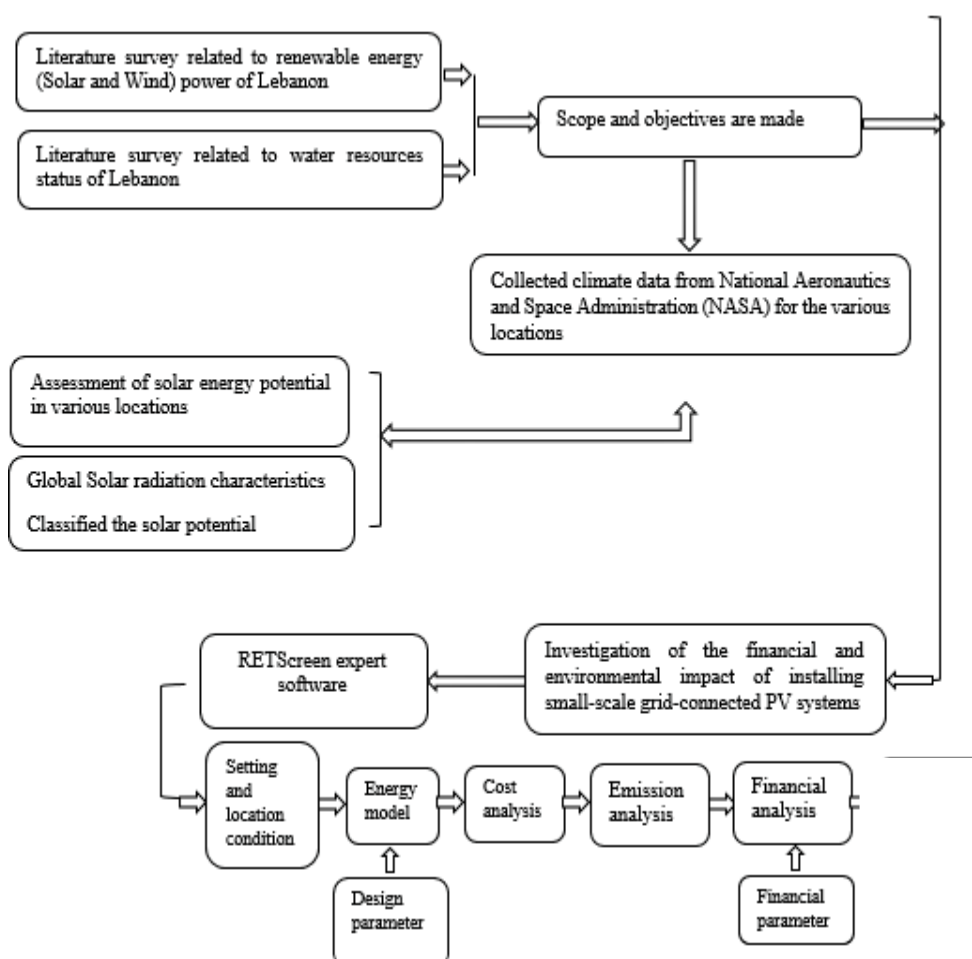 Literature survey related to renewable energy
(Solar and Wind) power of Lebanon
Literature survey related to water resources
status of Lebanon
Scope and objectives are made
Collected climate data from National Aeronautics
and Space Administration (NASA) for the various
locations
Assessment of solar energy potential
in various locations
Global Solar radiation characteristics
Classified the solar potential
Investigation of the financial and
environmental impact of installing
small-scale grid-connected PV systems
RETScreen expert
software
Setting
and
location
condition
Energy
model
Cost
analysis
Emission
analysis
Financial
analysis
Design
parameter
Financial
parameter